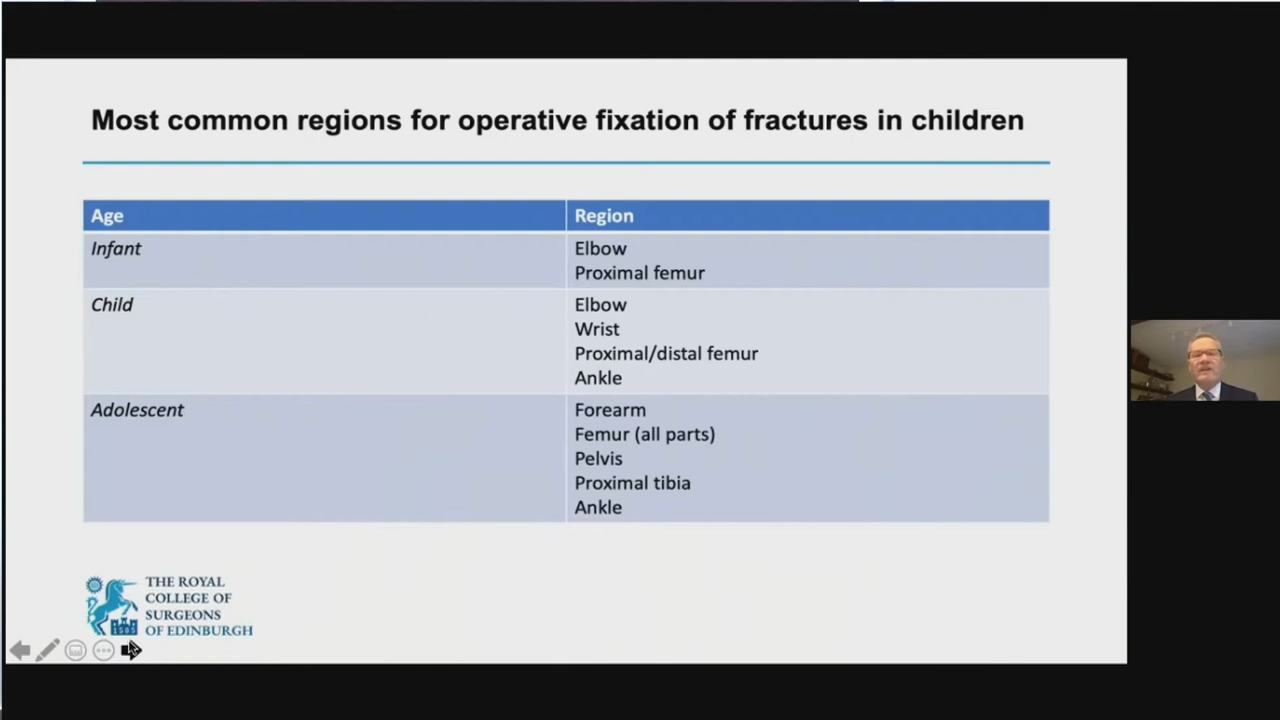 Most common regions for operative fixation of fractures in children
Age
Region
Infant
Elbow
Proximal femur
Child
Elbow
Wrist
Proximal/distal femur
Ankle
Adolescent
Forearm
Femur (all parts)
Pelvis
Proximal tibia
Ankle
THE ROYAL
COLLEGE OF
SURGEONS
OF EDINBURGH